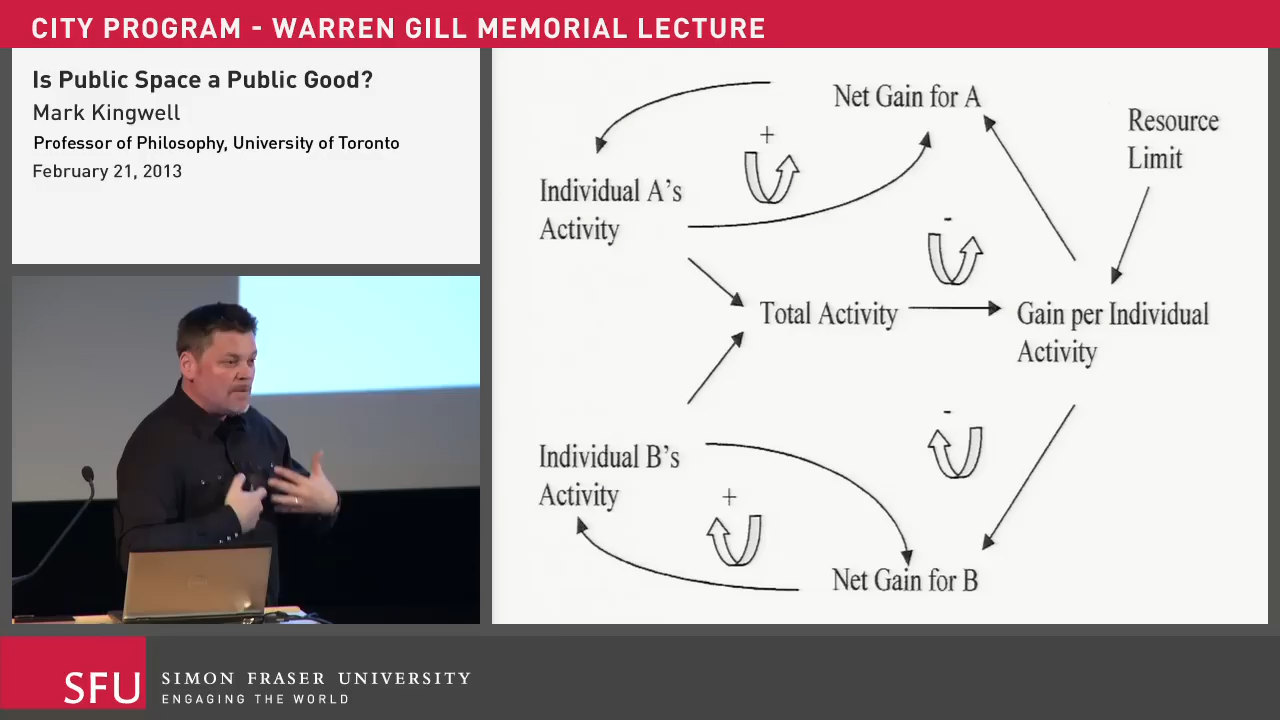 CITY PROGRAM - WARREN GILL MEMORIAL LECTURE
Is Public Space a Public Good?
Mark Kingwell
Professor of Philosophy, University of Toronto
February 21, 2013
Net Gain for A
Resource
Limit
+
Individual A's
Activity
-
Total Activity
Gain per Individual
Activity
-
Individual B's
Activity
+
Net Gain for B
SFU
SIMON FRASER UNIVERSITY
ENGAGING THE WORLD